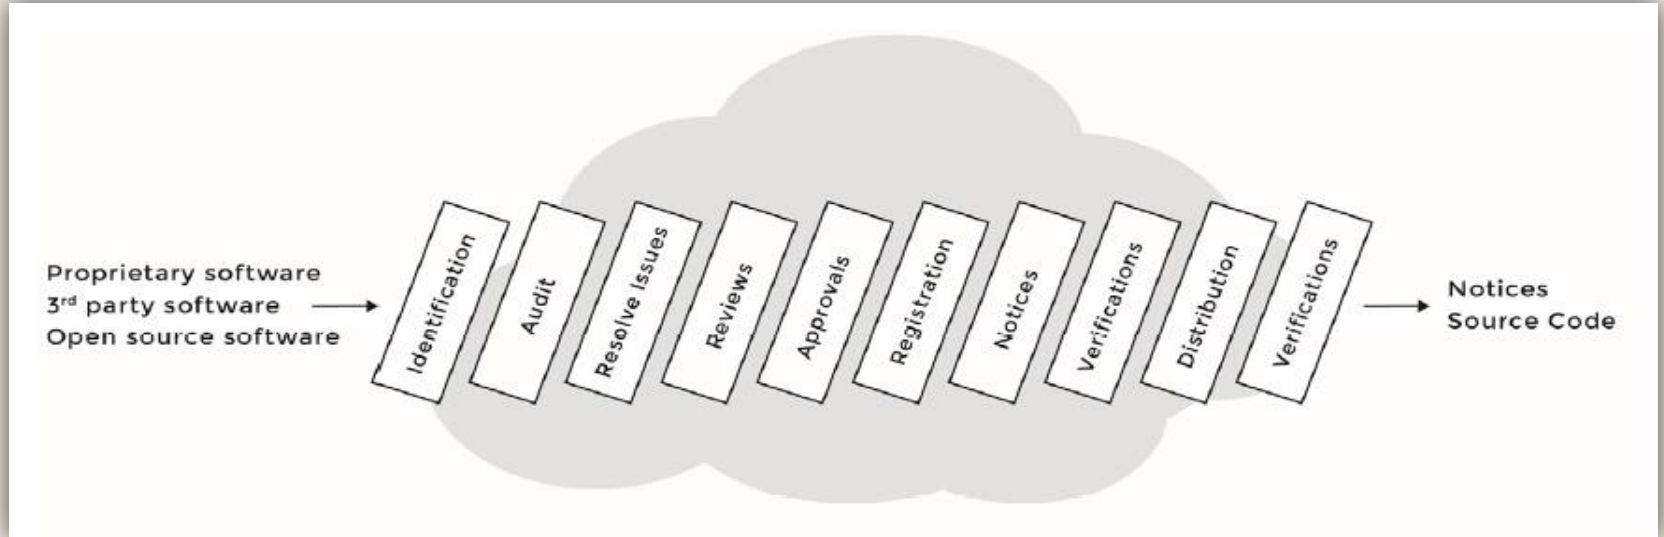 Proprietary software
3rd party software
Open source software
Identification
Audit
Resolve Issues
Reviews
Approvals
Registration
Notices
Verifications
Distribution
Verifications
Notices
Source Code